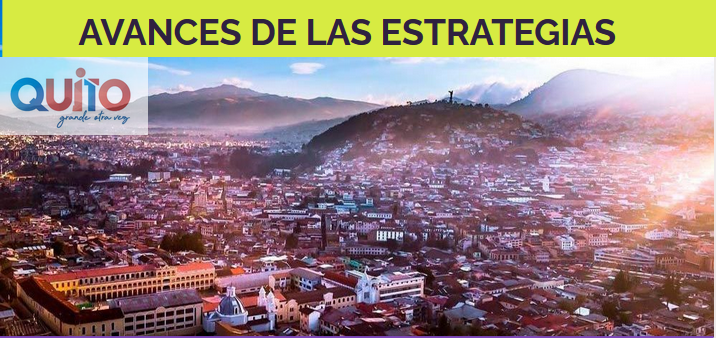 AVANCES DE LAS ESTRATEGIAS
QUITO
grande otra vez